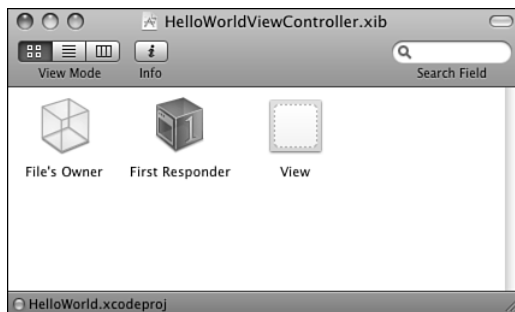 HelloWorldViewController.xib
View Mode
Info
Search Field
File's Owner
First Responder
View
HelloWorld.xcodeproj